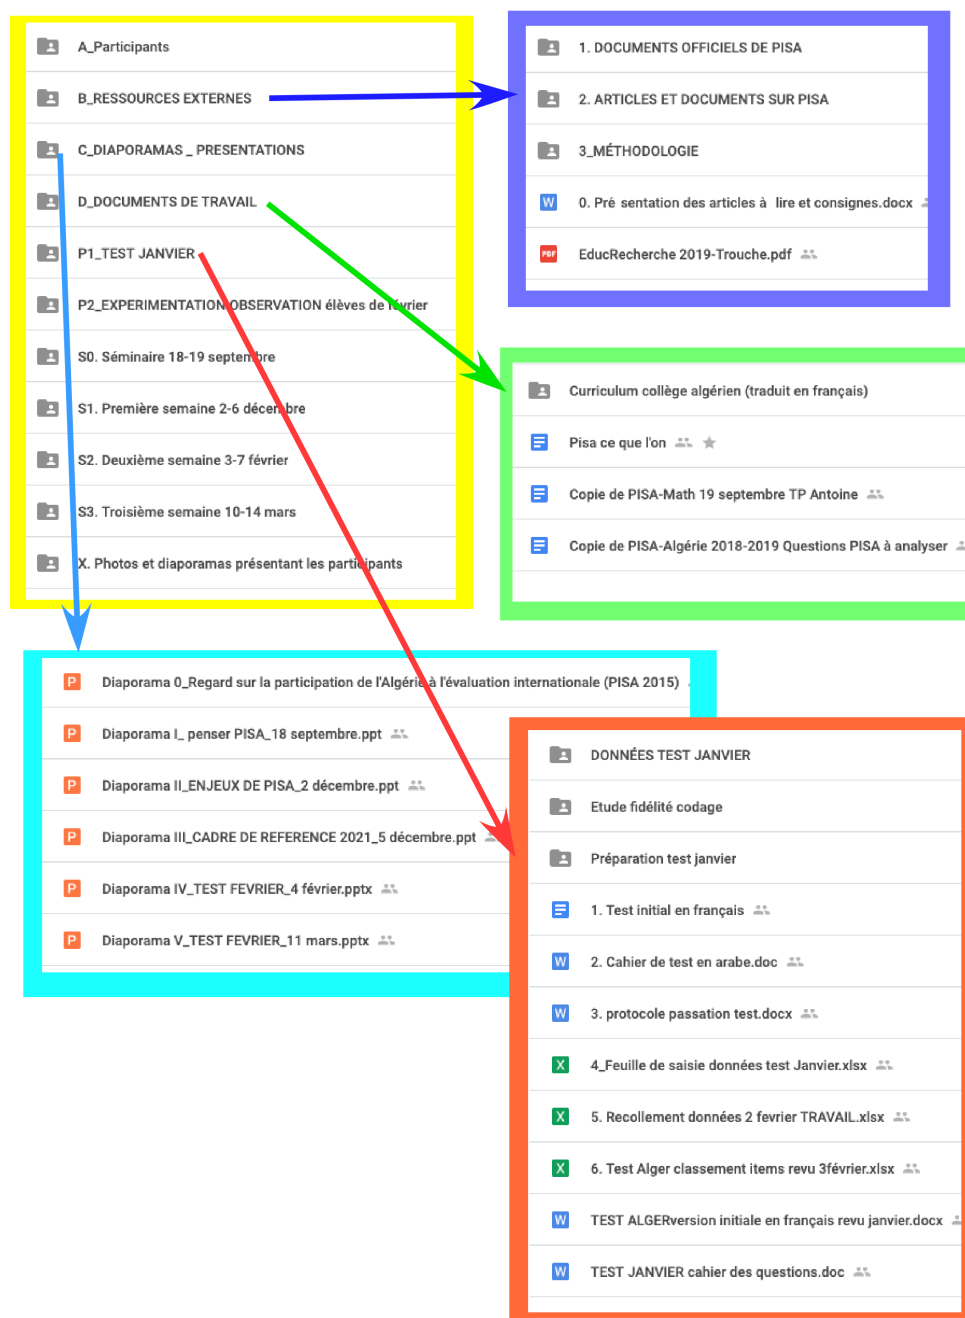 A_Participants
B_RESSOURCES EXTERNES
C_DIAPORAMAS _ PRESENTATIONS
D_DOCUMENTS DE TRAVAIL
P1_TEST JANVIER
P2_EXPERIMENTATION OBSERVATION élèves de février
S0. Séminaire 18-19 septembre
S1. Première semaine 2-6 décembre
S2. Deuxième semaine 3-7 février
S3. Troisième semaine 10-14 mars
X. Photos et diaporamas présentant les participants
1. DOCUMENTS OFFICIELS DE PISA
2. ARTICLES ET DOCUMENTS SUR PISA
3_MÉTHODOLOGIE
W 0. Pré sentation des articles à lire et consignes.docx
PDF EducRecherche 2019-Trouche.pdf
Curriculum collège algérien (traduit en français)
Pisa ce que l'on
Copie de PISA-Math 19 septembre TP Antoine
Copie de PISA-Algérie 2018-2019 Questions PISA à analyser
P Diaporama 0_Regard sur la participation de l'Algérie à l'évaluation internationale (PISA 2015)
P Diaporama I_ penser PISA_18 septembre.ppt
P Diaporama II_ENJEUX DE PISA_2 décembre.ppt
P Diaporama III_CADRE DE REFERENCE 2021_5 décembre.ppt
P Diaporama IV_TEST FEVRIER_4 février.pptx
P Diaporama V_TEST FEVRIER_11 mars.pptx
DONNÉES TEST JANVIER
Etude fidélité codage
Préparation test janvier
1. Test initial en français
W 2. Cahier de test en arabe.doc
W 3. protocole passation test.docx
X 4_Feuille de saisie données test Janvier.xlsx
X 5. Recollement données 2 fevrier TRAVAIL.xlsx
X 6. Test Alger classement items revu 3février.xlsx
W TEST ALGERversion initiale en français revu janvier.docx
W TEST JANVIER cahier des questions.doc